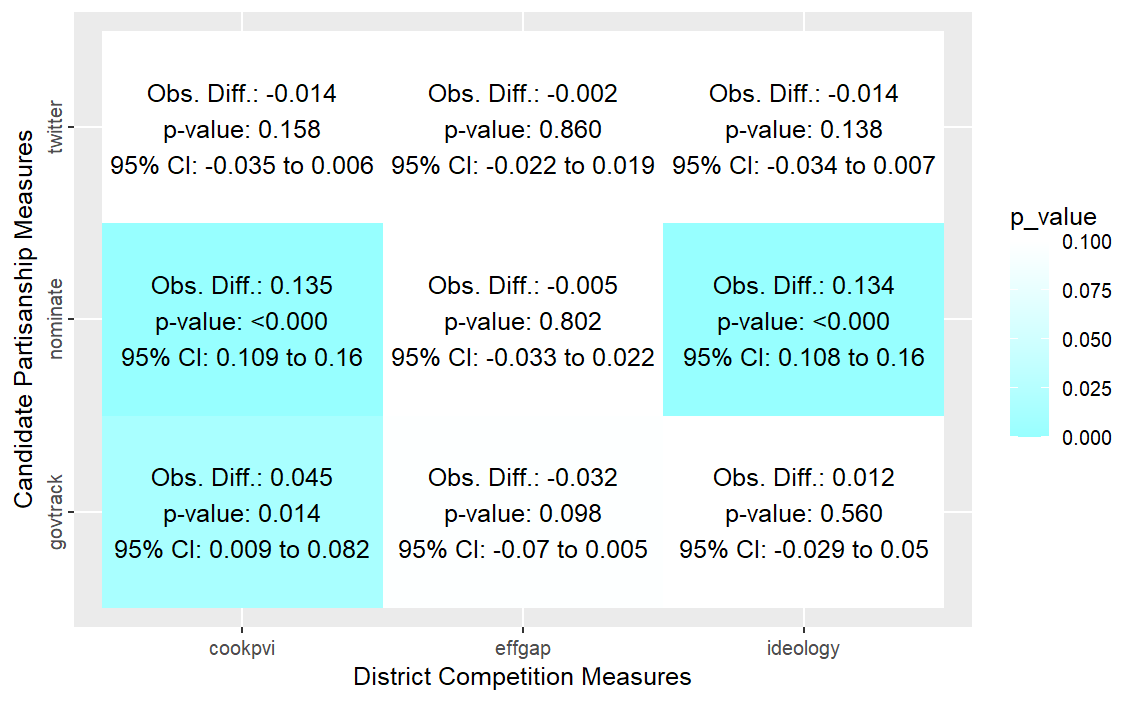 Candidate Partisanship Measures
twitter
Obs. Diff.: -0.014
p-value: 0.158
95% CI: -0.035 to 0.006
Obs. Diff.: -0.002
p-value: 0.860
95% CI: -0.022 to 0.019
Obs. Diff.: -0.014
p-value: 0.138
95% CI: -0.034 to 0.007
nominate
Obs. Diff.: 0.135
p-value: <0.000
95% CI: 0.109 to 0.16
Obs. Diff.: -0.005
p-value: 0.802
95% CI: -0.033 to 0.022
Obs. Diff.: 0.134
p-value: <0.000
95% CI: 0.108 to 0.16
govtrack
Obs. Diff.: 0.045
p-value: 0.014
95% CI: 0.009 to 0.082
Obs. Diff.: -0.032
p-value: 0.098
95% CI: -0.07 to 0.005
Obs. Diff.: 0.012
p-value: 0.560
95% CI: -0.029 to 0.05
cookpvi
effgap
ideology
District Competition Measures
p_value
0.100
0.075
0.050
0.025
0.000